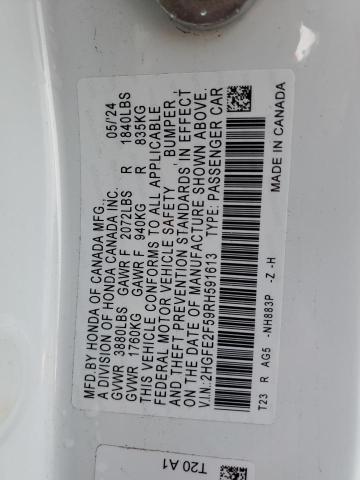 MFD.BY HONDA OF CANADA MFG.,
A DIVISION OF HONDA CANADA INC. 05/'24
GVWR 3880LBS GAWR F 2072LBS R 1840LBS
GVWR 1760KG GAWR F 940KG R 835KG
THIS VEHICLE CONFORMS TO ALL APPLICABLE
FEDERAL MOTOR VEHICLE SAFETY BUMPER,
AND THEFT PREVENTION STANDARDS IN EFFECT
ON THE DATE OF MANUFACTURE SHOWN ABOVE.
V.I.N.:2HGFE2F59RH591613 TYPE: PASSENGER CAR
T23 R AG5 -NH883P -Z -H MADE IN CANADA
T20 A1